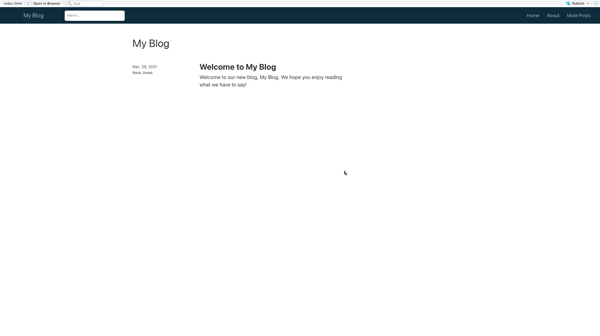 index.html Open in Browser Find Publish
My Blog Search... Home About More Posts
My Blog
Dec. 29, 2021
Nora Jones
Welcome to My Blog
Welcome to our new blog, My Blog. We hope you enjoy reading
what we have to say!